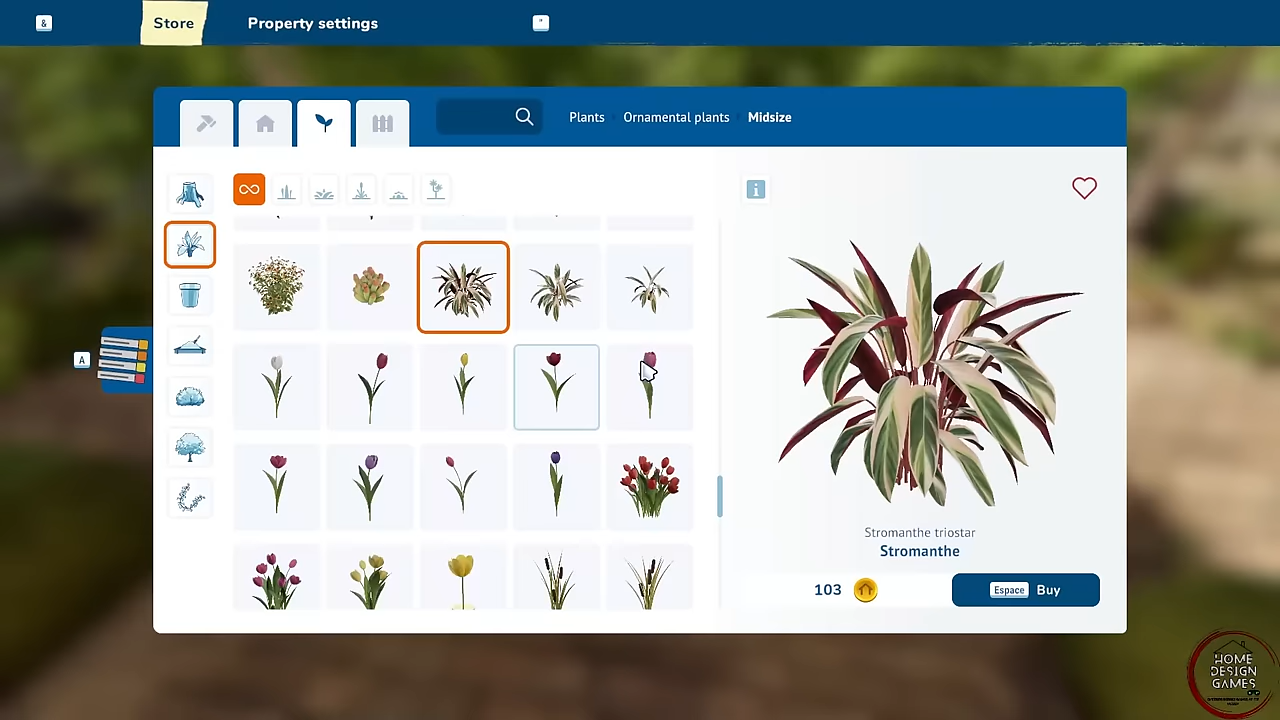 &
Store
Property settings
"
Plants
Ornamental plants
Midsize
A
Stromanthe triostar
Stromanthe
103
Espace
Buy
HOME
DESIGN
GAMES